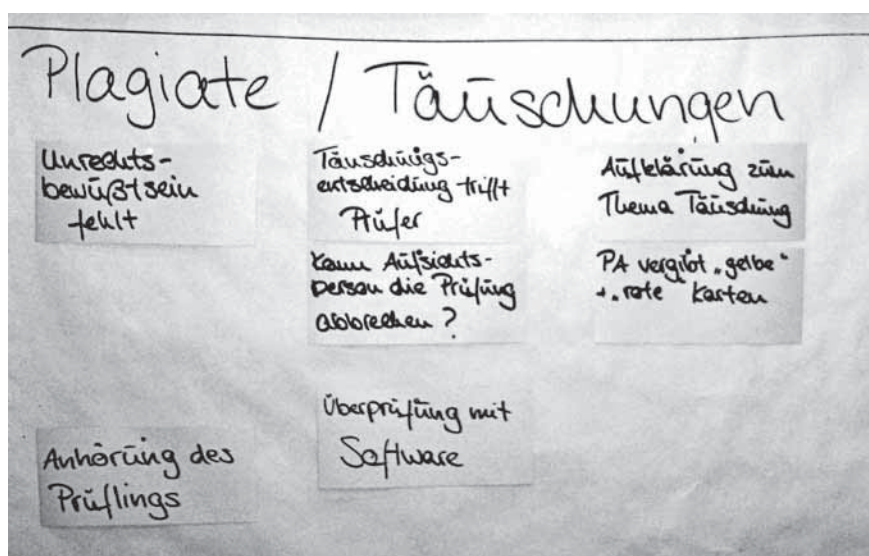 Plagiate / Täuschungen
Unrechts-
bewußtsein
fehlt
Täuschungs-
entscheidung trifft
Prüfer
Aufklärung zum
Thema Täuschung
Kann Aufsichts-
person die Prüfung
abbrechen ?
PA vergibt „gelbe"
+ „rote" Karten
Überprüfung mit
Software
Anhörung des
Prüflings